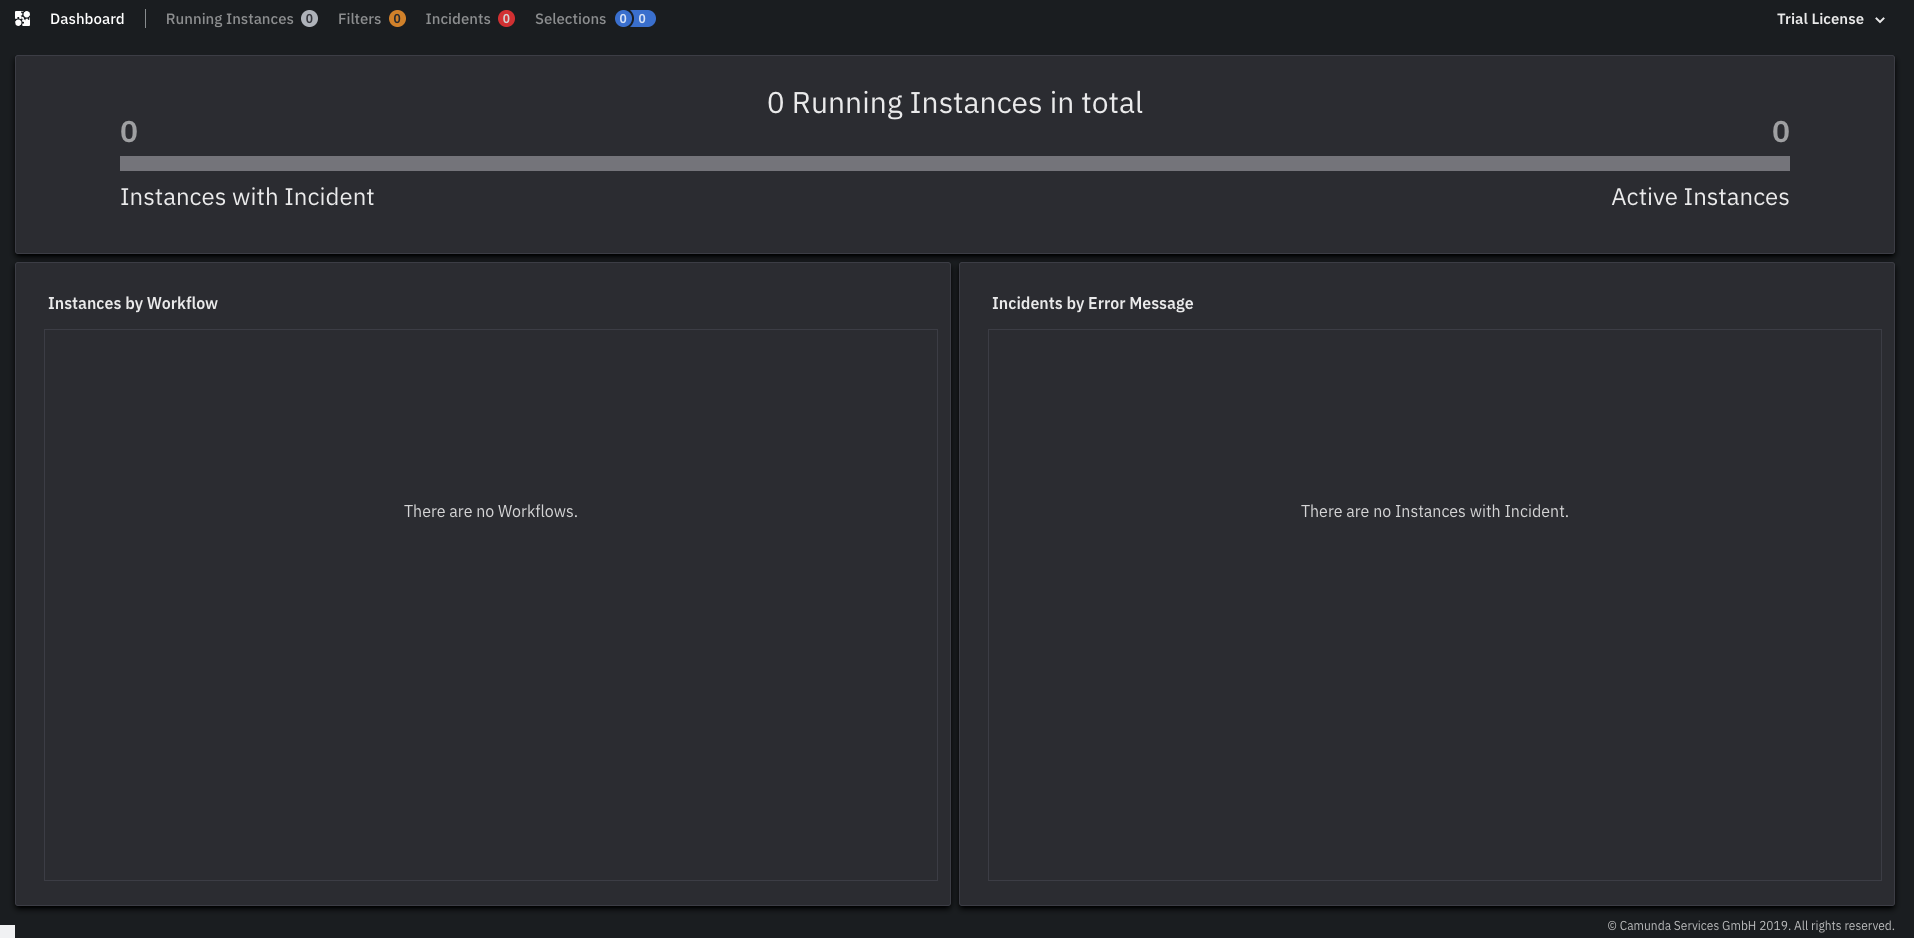 Dashboard Running Instances 0 Filters 0 Incidents 0 Selections 0 0 Trial License
0 Running Instances in total
0 0
Instances with Incident Active Instances
Instances by Workflow Incidents by Error Message
There are no Workflows. There are no Instances with Incident.
© Camunda Services GmbH 2019. All rights reserved.